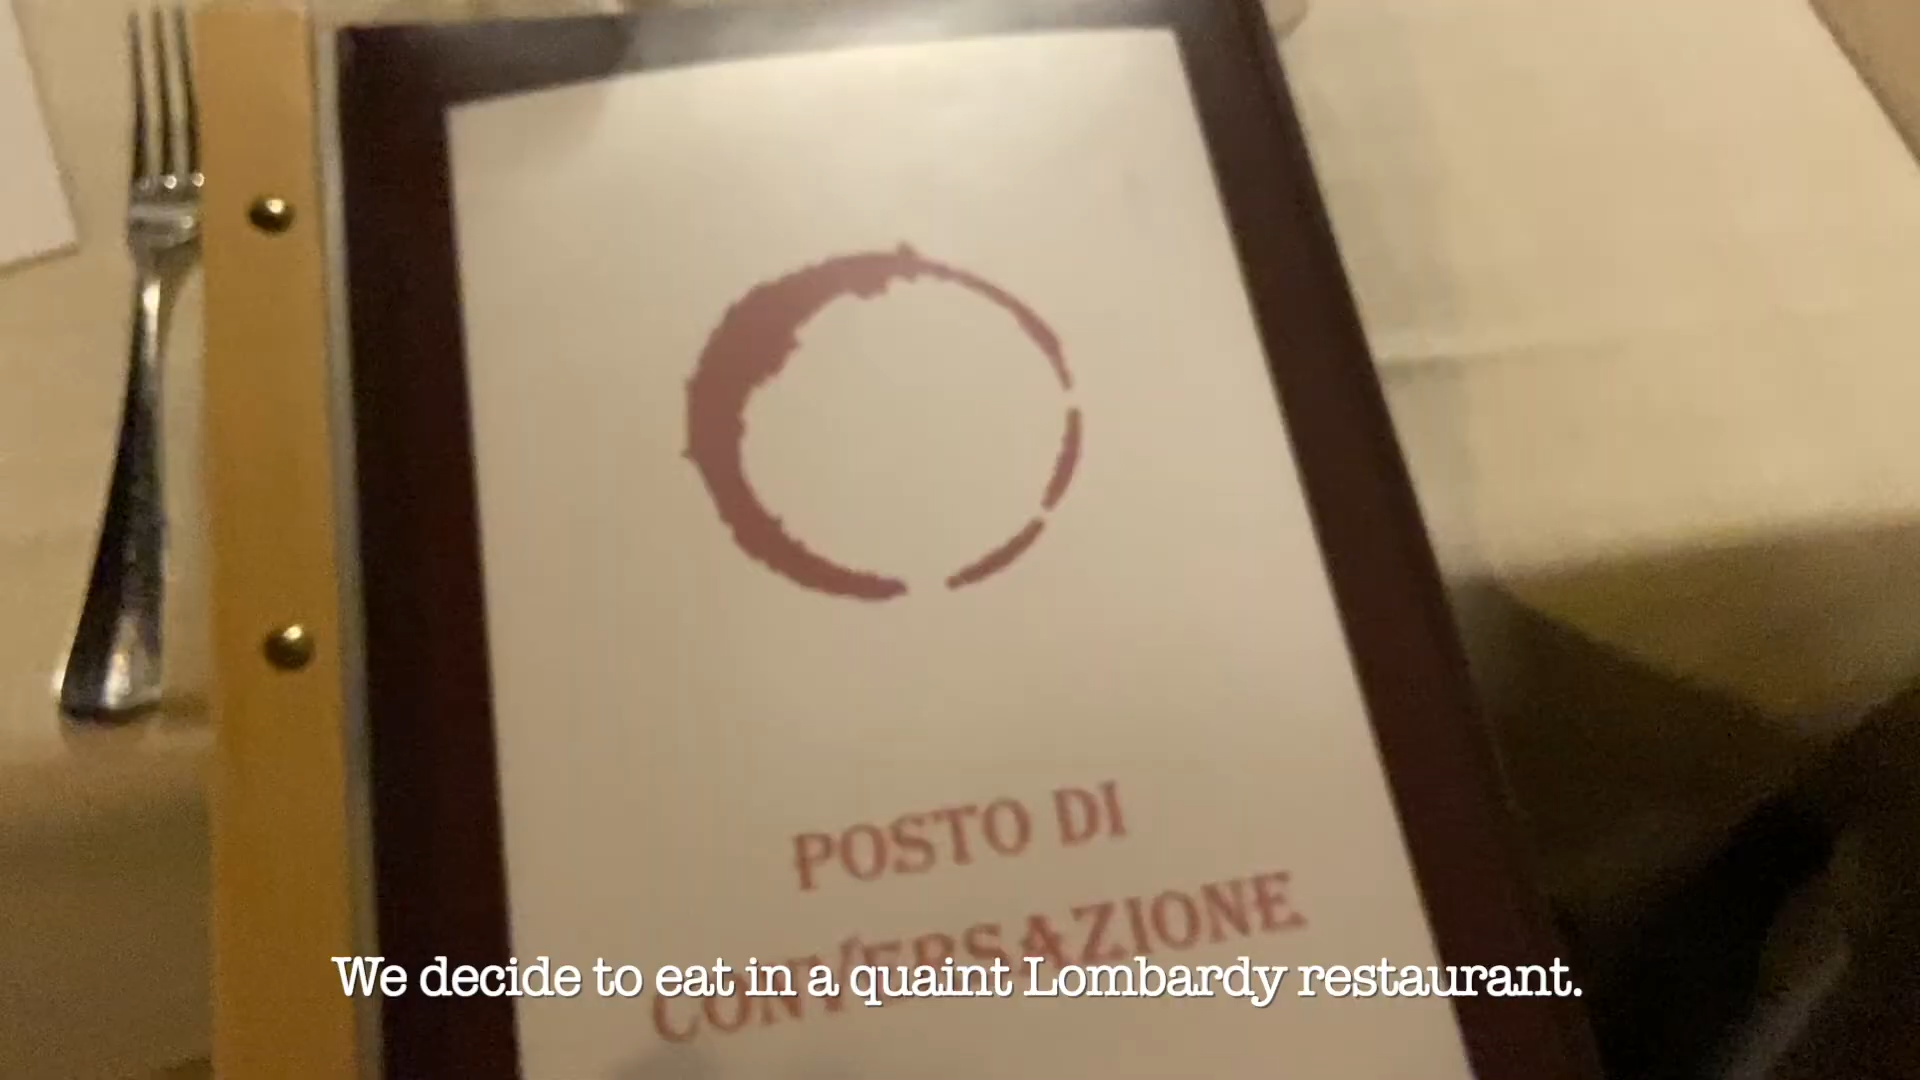 POSTO DI
CONVERSAZIONE
We decide to eat in a quaint Lombardy restaurant.